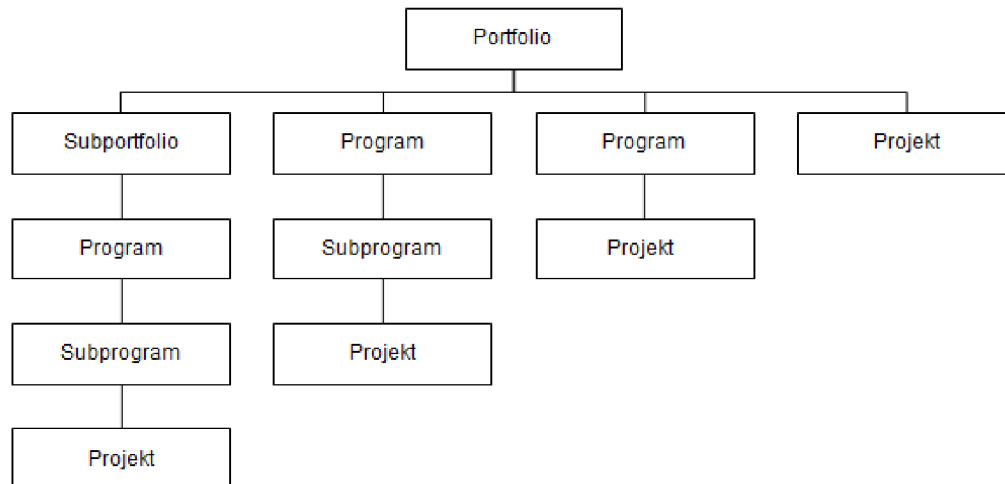 Portfolio
Subportfolio
Program
Program
Projekt
Program
Subprogram
Projekt
Subprogram
Projekt
Projekt